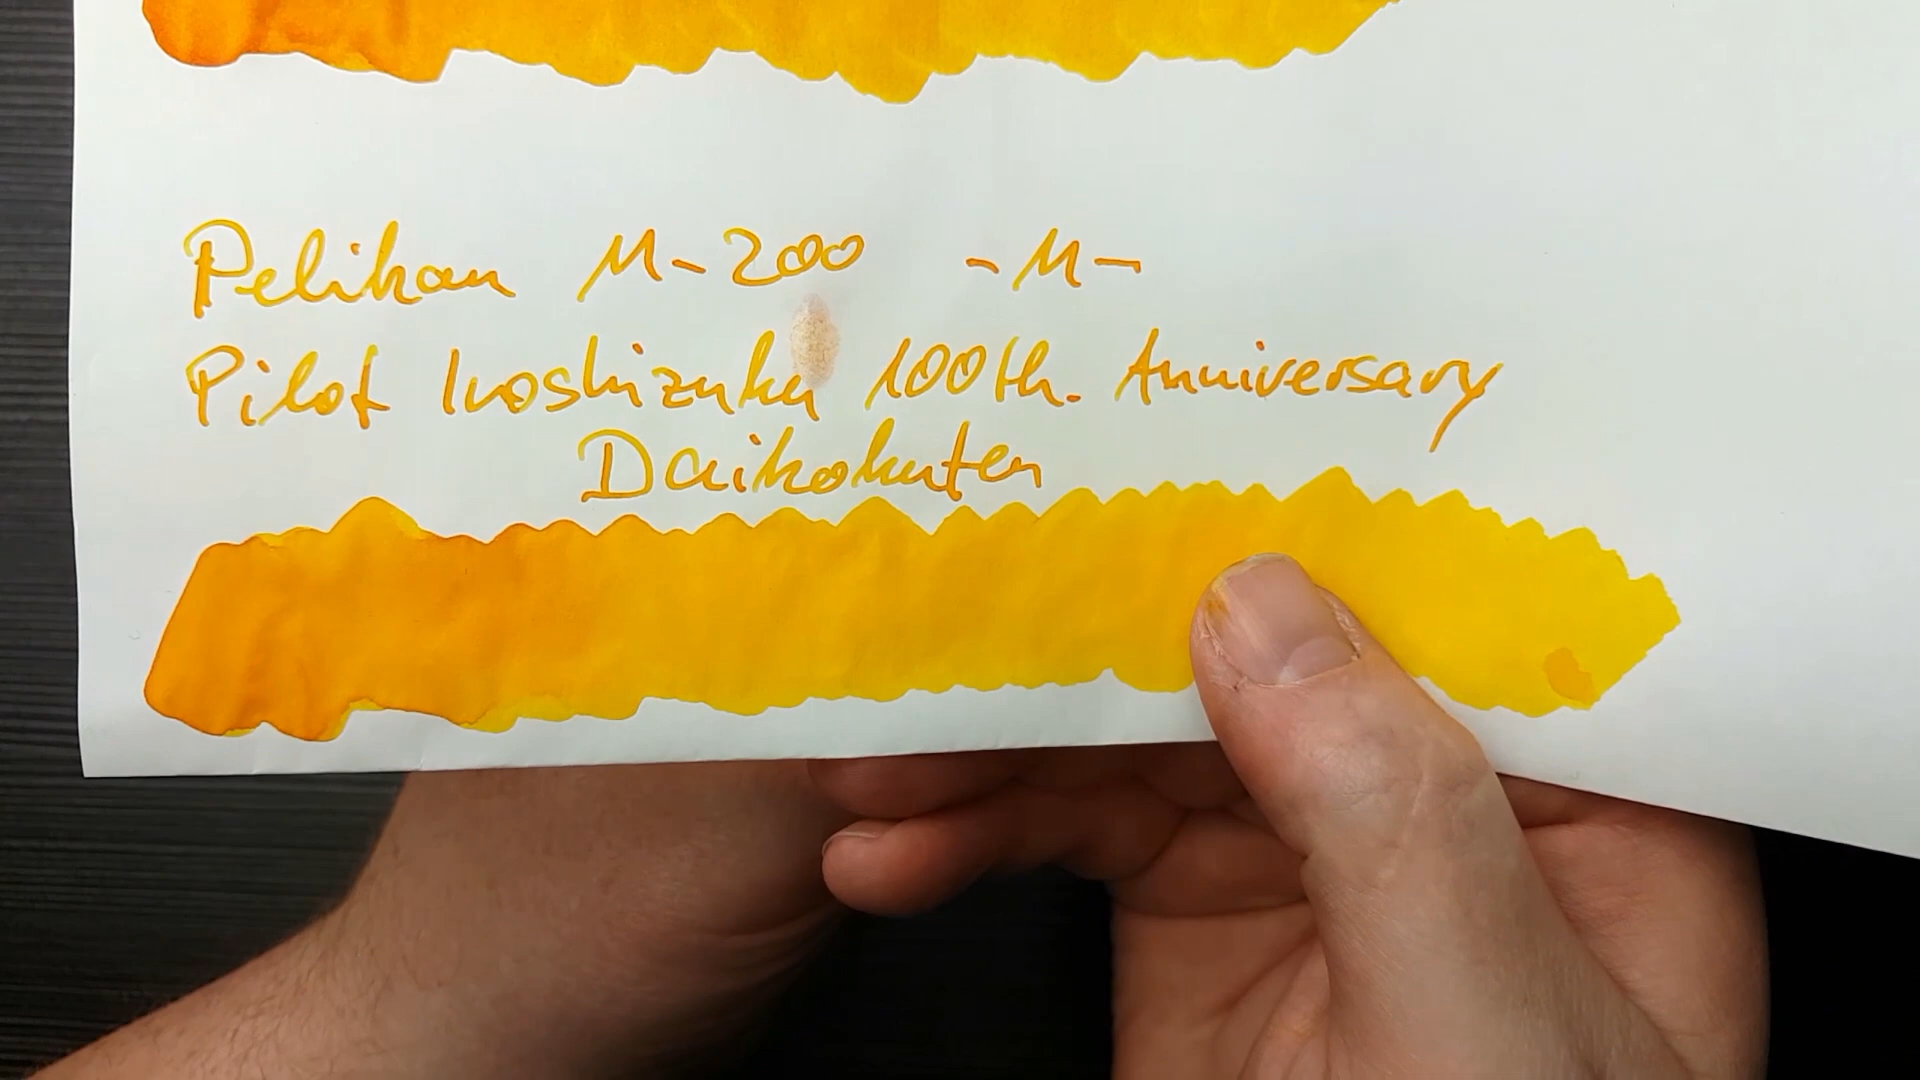 Pelikan M-200 -M-
Pilot Iroshizuku 100th. Anniversary
Daikokuten